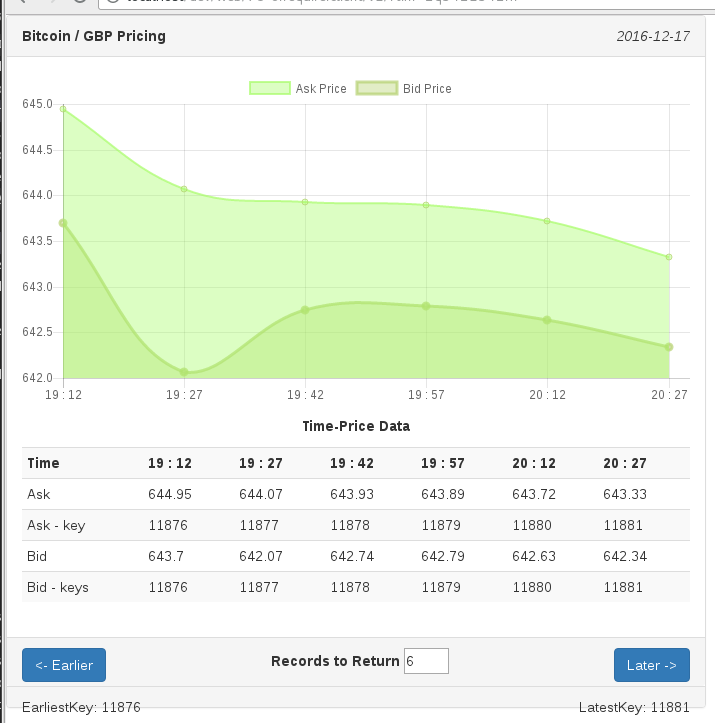 Bitcoin / GBP Pricing 2016-12-17
Ask Price Bid Price
645.0
644.5
644.0
643.5
643.0
642.5
642.0
19 : 12 19 : 27 19 : 42 19 : 57 20 : 12 20 : 27
Time-Price Data
Time 19 : 12 19 : 27 19 : 42 19 : 57 20 : 12 20 : 27
Ask 644.95 644.07 643.93 643.89 643.72 643.33
Ask - key 11876 11877 11878 11879 11880 11881
Bid 643.7 642.07 642.74 642.79 642.63 642.34
Bid - keys 11876 11877 11878 11879 11880 11881
<- Earlier Records to Return 6 Later ->
EarliestKey: 11876 LatestKey: 11881